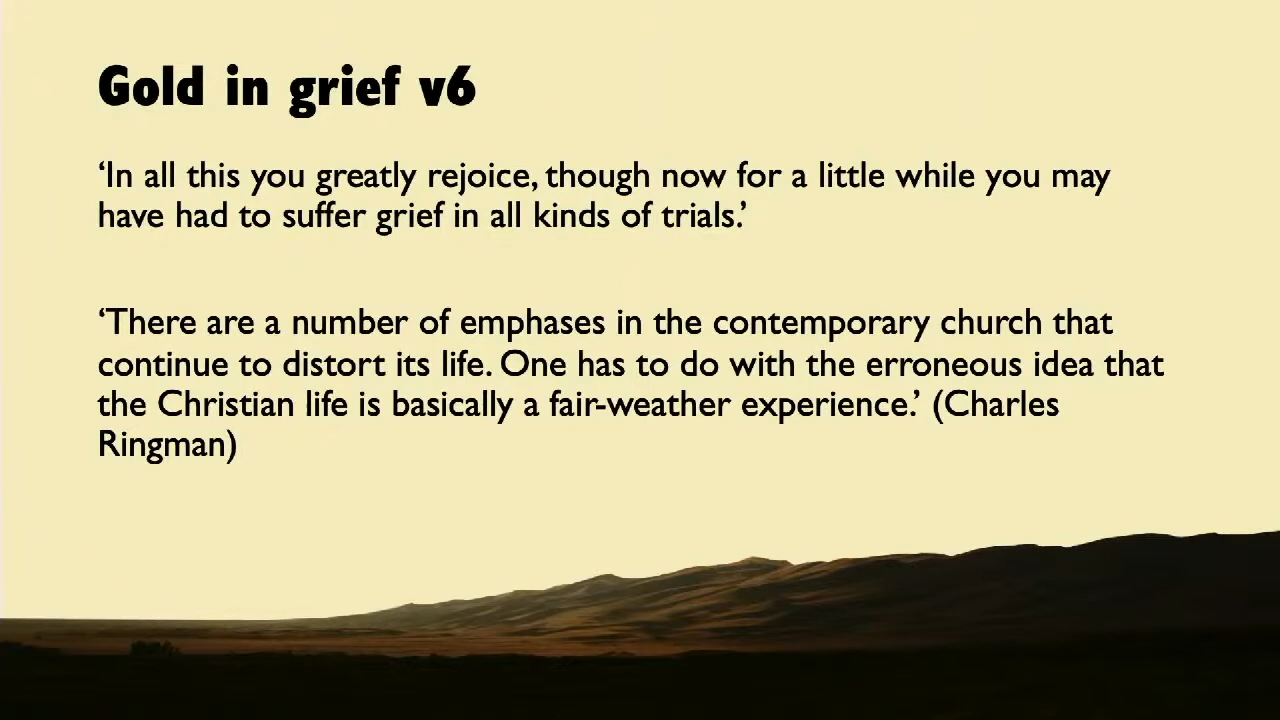 Gold in grief v6
‘In all this you greatly rejoice, though now for a little while you may
have had to suffer grief in all kinds of trials.’
‘There are a number of emphases in the contemporary church that
continue to distort its life. One has to do with the erroneous idea that
the Christian life is basically a fair-weather experience.’ (Charles
Ringman)